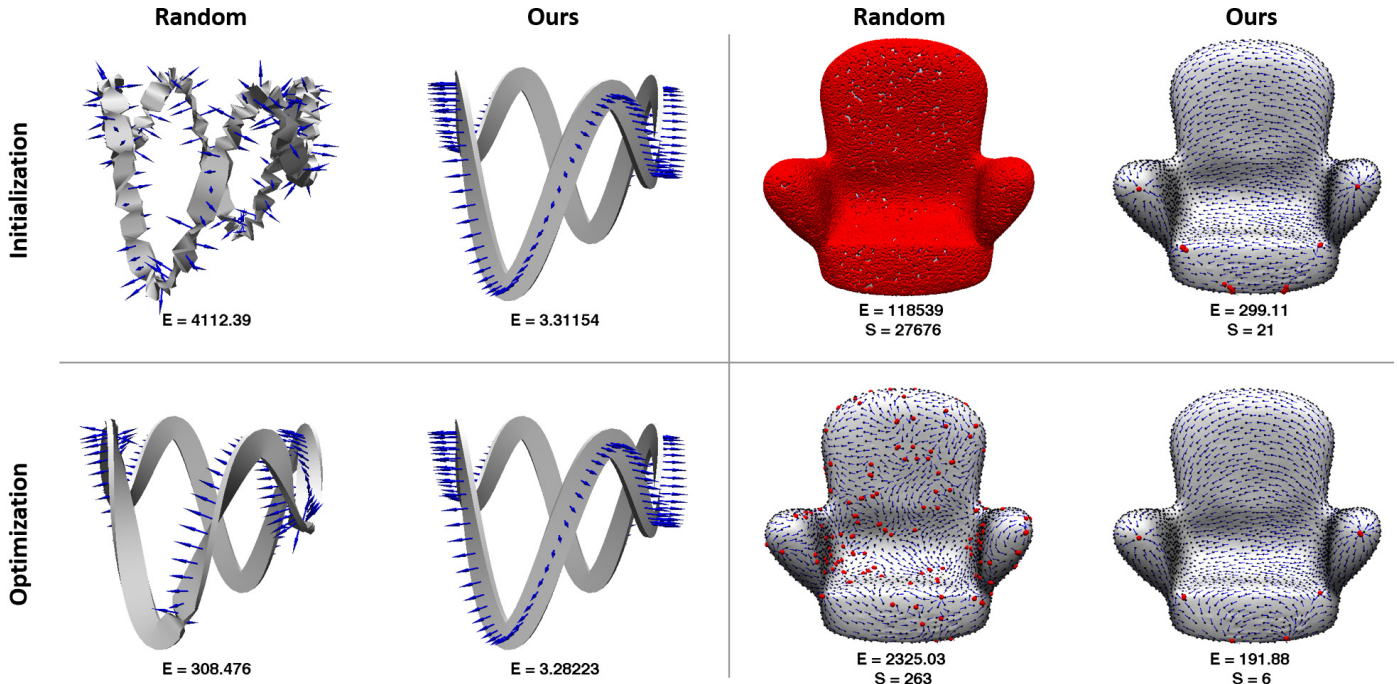 Random
Ours
Random
Ours
Initialization
E = 4112.39
E = 3.31154
E = 118539
S = 27676
E = 299.11
S = 21
Optimization
E = 308.476
E = 3.28223
E = 2325.03
S = 263
E = 191.88
S = 6